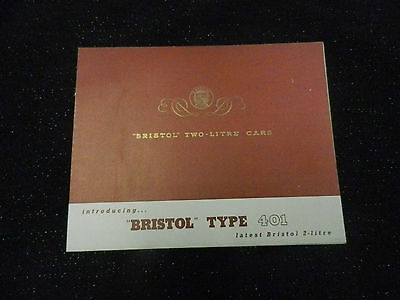 "BRISTOL" TWO-LITRE CARS
introducing...
"BRISTOL" TYPE 401
latest Bristol 2-litre